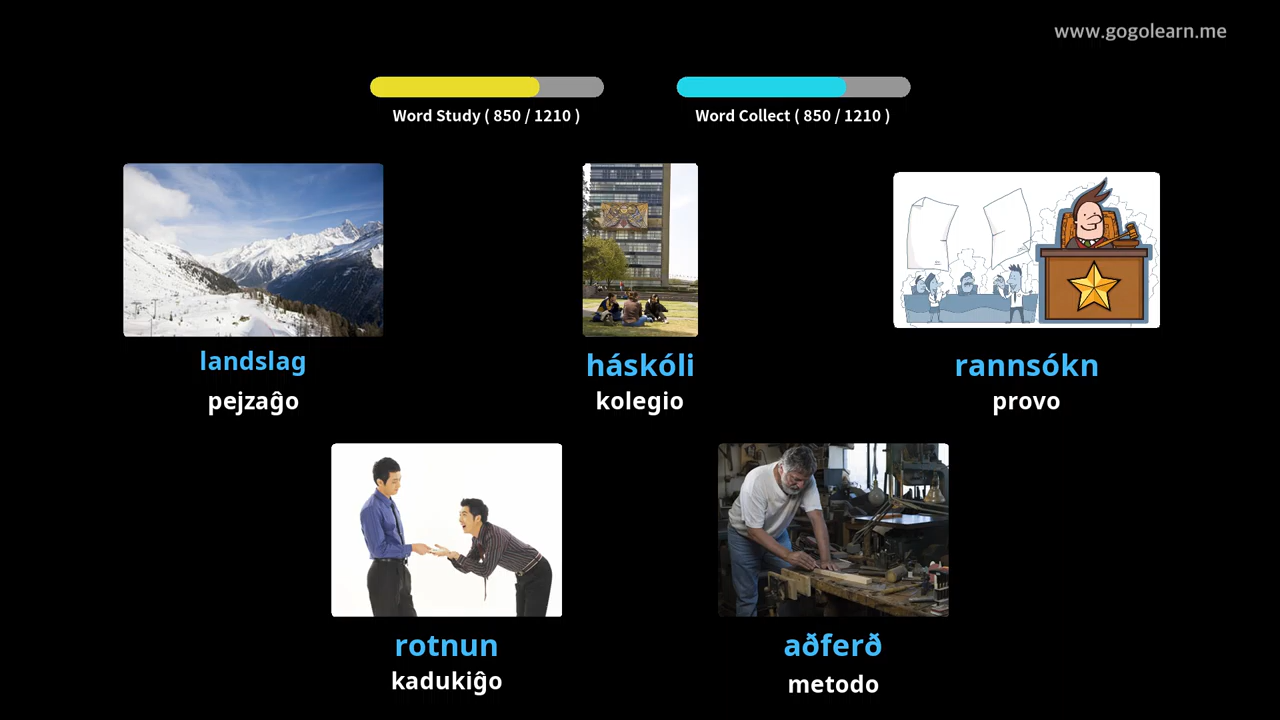 www.gogolearn.me
Word Study ( 850 / 1210 )
Word Collect ( 850 / 1210 )
landslag
pejzaĝo
háskóli
kolegio
rannsókn
provo
rotnun
kadukiĝo
aðferð
metodo